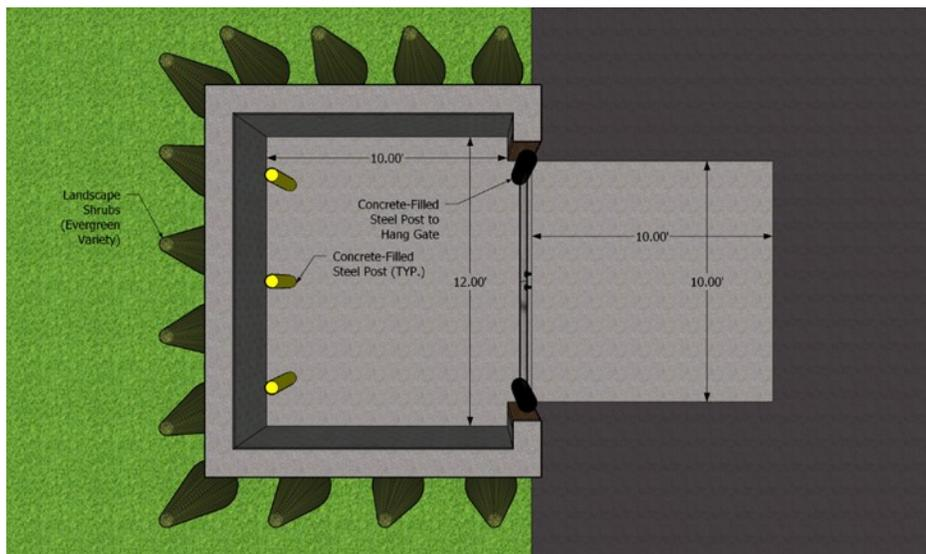 10.00'
Landscape
Shrubs
(Evergreen
Variety)
Concrete-Filled
Steel Post to
Hang Gate
10.00'
Concrete-Filled
Steel Post (TYP.)
12.00'
10.00'